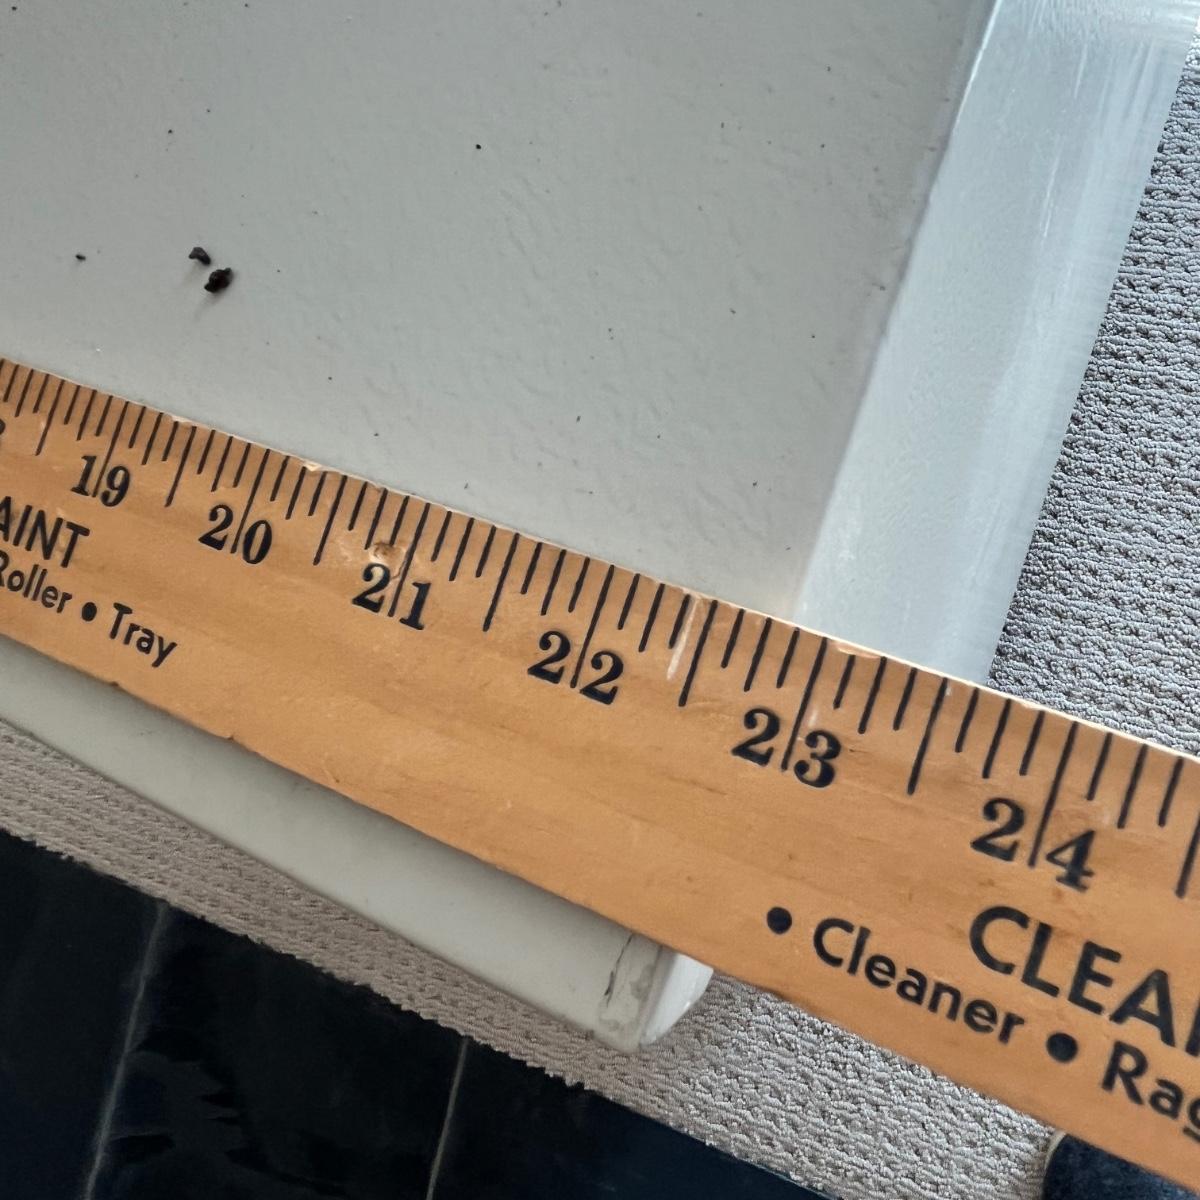 19 20 21 22 23 24
AINT
Roller • Tray
CLEA
• Cleaner • Rag